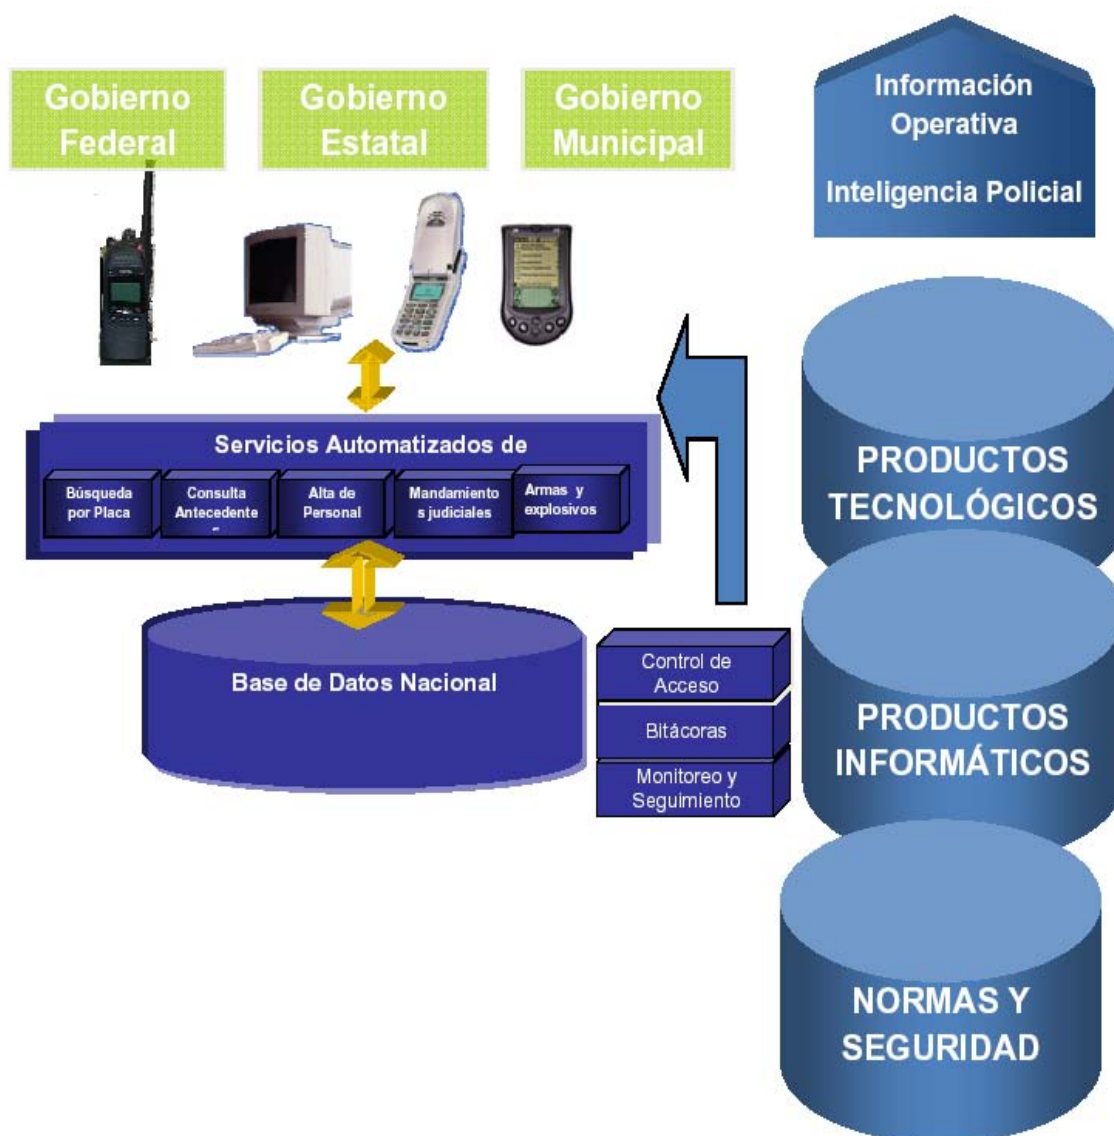 Gobierno
Federal
Gobierno
Estatal
Gobierno
Municipal
Información
Operativa
Inteligencia Policial
Servicios Automatizados de
Búsqueda
por Placa
Consulta
Antecedente
Alta de
Personal
Mandamiento
s judiciales
Armas y
explosivos
Base de Datos Nacional
Control de
Acceso
Bitácoras
Monitoreo y
Seguimiento
PRODUCTOS
TECNOLÓGICOS
PRODUCTOS
INFORMÁTICOS
NORMAS Y
SEGURIDAD